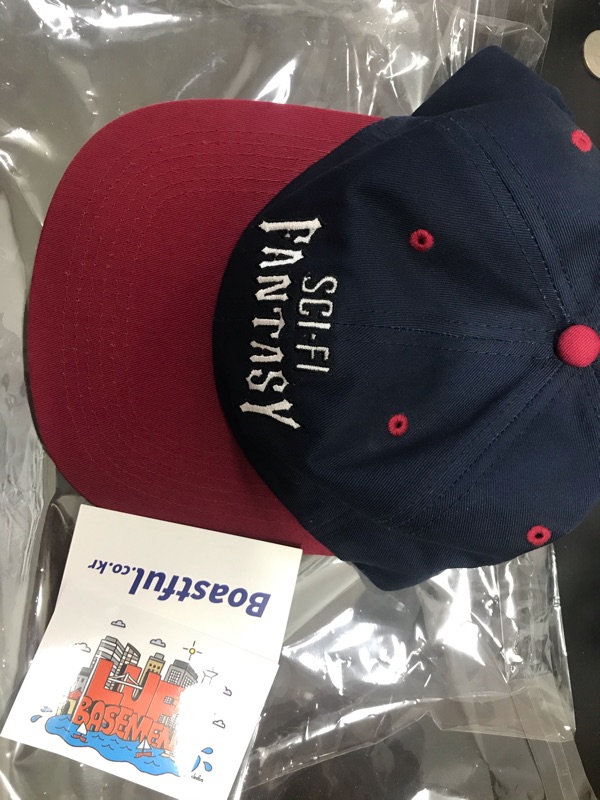 SCI-FI
FANTASY
Boastful.co.kr
BASEMENT